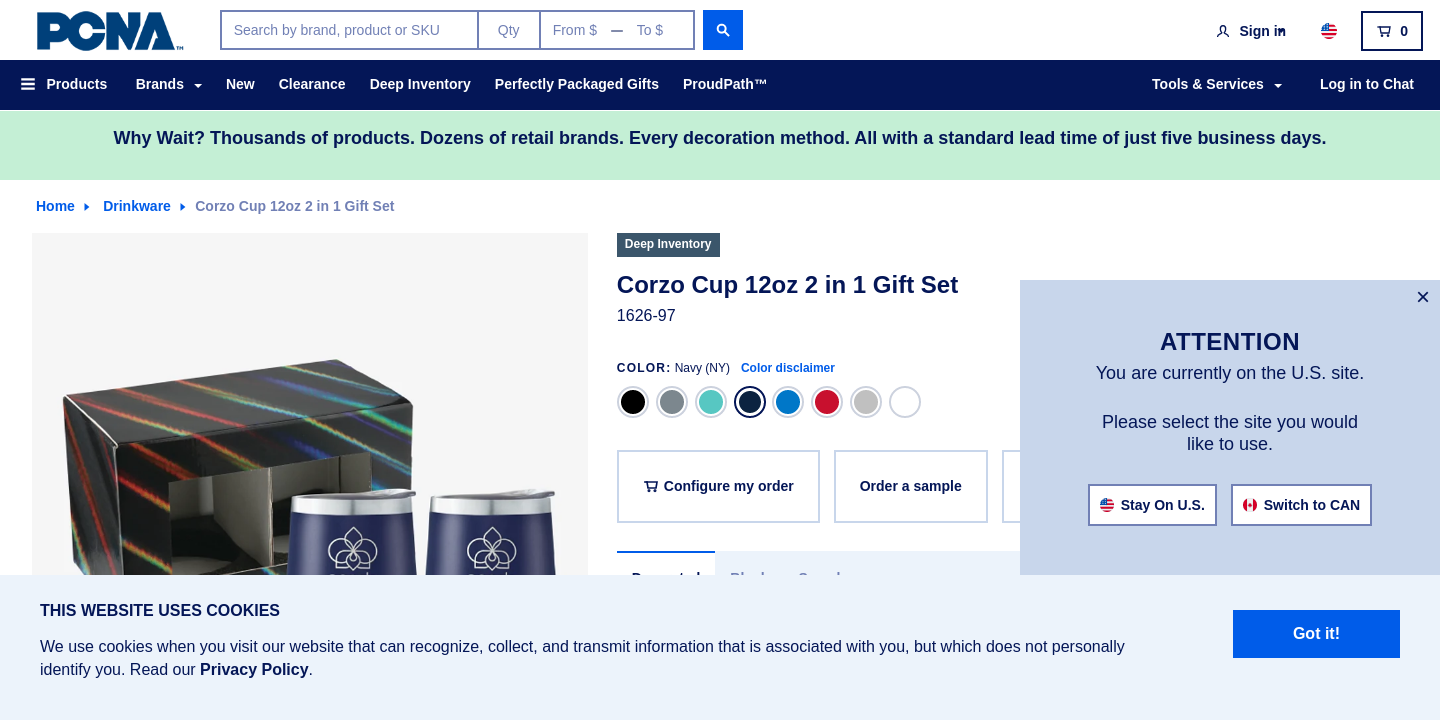 PCNA™
Search by brand, product or SKU
Qty
From $ — To $
Sign in
0
Products
Brands
New
Clearance
Deep Inventory
Perfectly Packaged Gifts
ProudPath™
Tools & Services
Log in to Chat
Why Wait? Thousands of products. Dozens of retail brands. Every decoration method. All with a standard lead time of just five business days.
Home
Drinkware
Corzo Cup 12oz 2 in 1 Gift Set
Deep Inventory
Corzo Cup 12oz 2 in 1 Gift Set
1626-97
COLOR: Navy (NY) Color disclaimer
Configure my order
Order a sample
×
ATTENTION
You are currently on the U.S. site.
Please select the site you would
like to use.
Stay On U.S.
Switch to CAN
THIS WEBSITE USES COOKIES
We use cookies when you visit our website that can recognize, collect, and transmit information that is associated with you, but which does not personally
identify you. Read our Privacy Policy.
Got it!